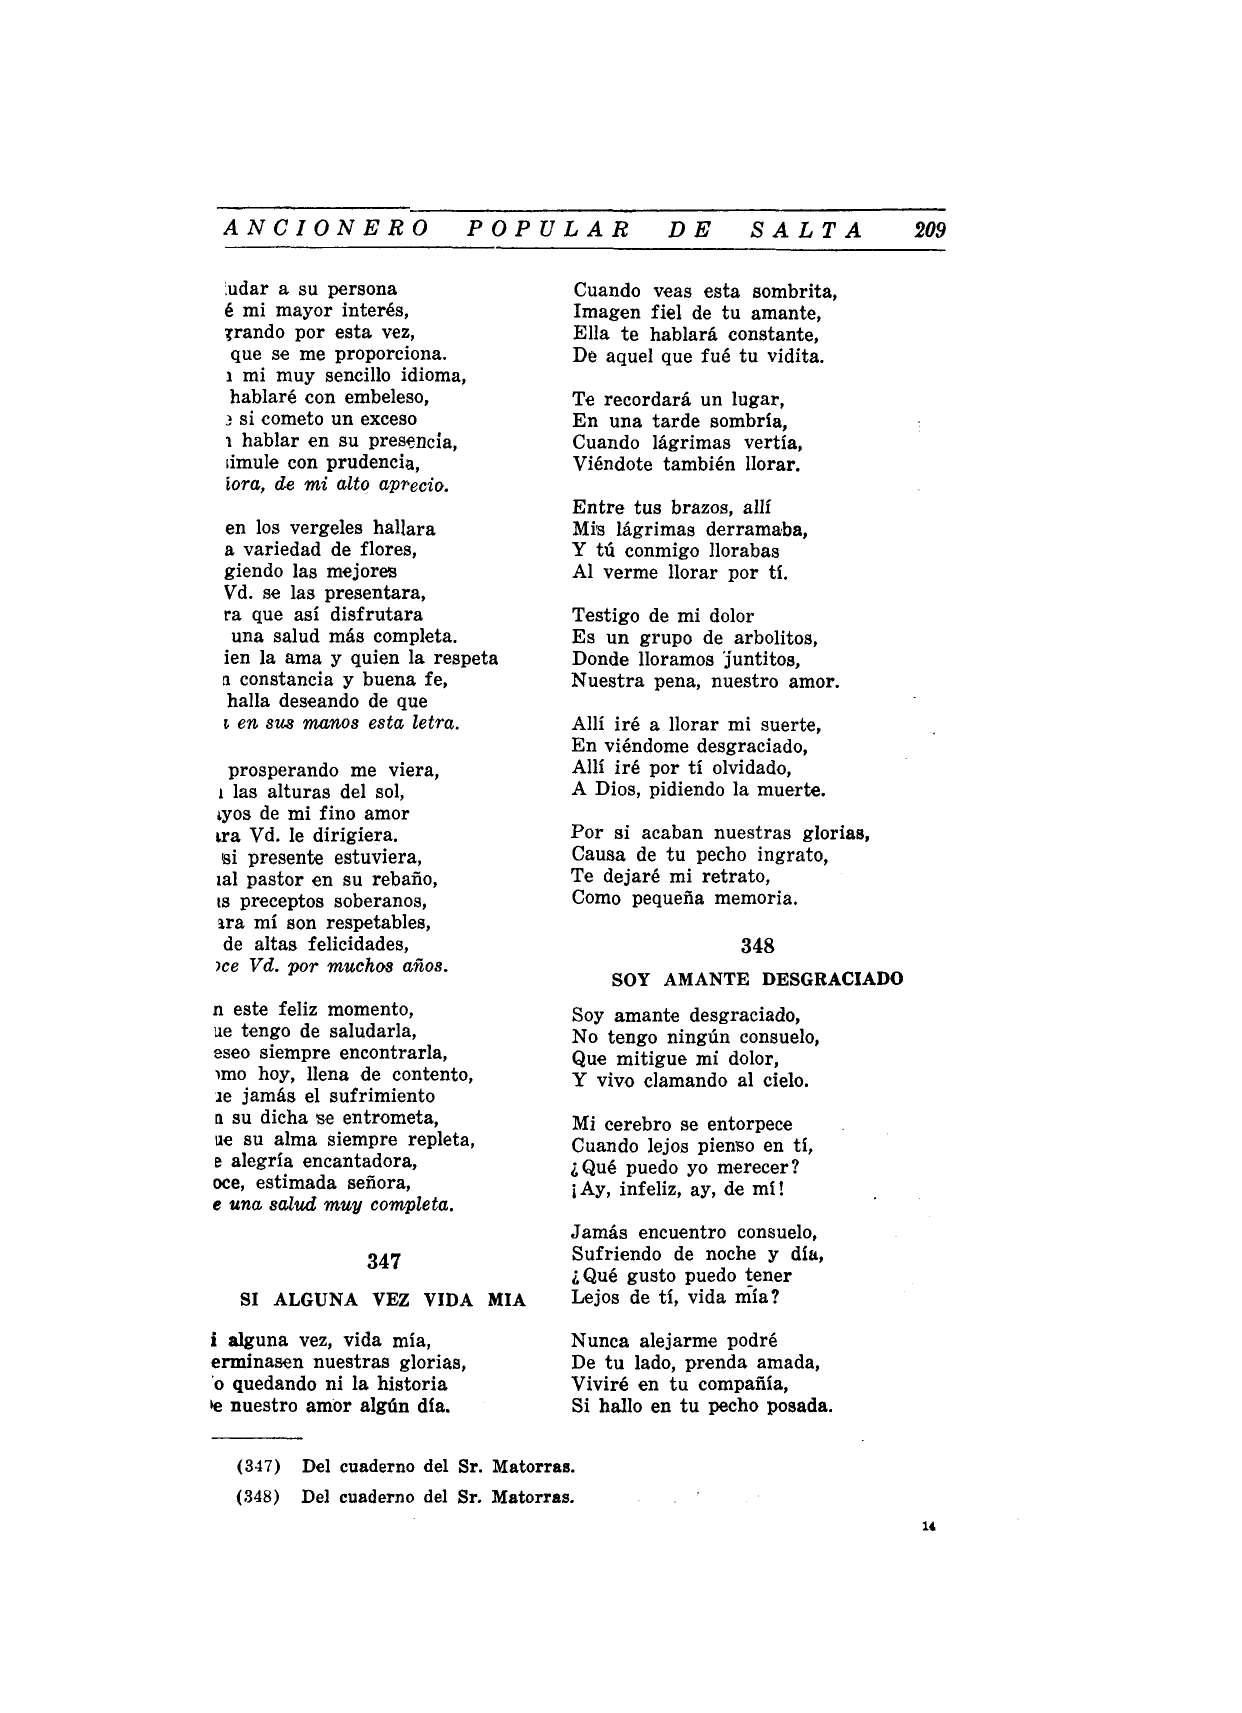 ANCIONERO POPULAR DE SALTA 209
udar a su persona
é mi mayor interés,
rando por esta vez,
que se me proporciona.
mi muy sencillo idioma,
hablaré con embeleso,
si cometo un exceso
hablar en su presencia,
imule con prudencia,
iora, de mi alto aprecio.
en los vergeles hallara
a variedad de flores,
giendo las mejores
Vd. se las presentara,
ra que así disfrutara
una salud más completa.
ien la ama y quien la respeta
constancia y buena fe,
halla deseando de que
en sus manos esta letra.
prosperando me viera,
las alturas del sol,
yos de mi fino amor
ra Vd. le dirigiera.
si presente estuviera,
al pastor en su rebaño,
s preceptos soberanos,
ra mí son respetables,
de altas felicidades,
ce Vd. por muchos años.
n este feliz momento,
ue tengo de saludarla,
eseo siempre encontrarla,
mo hoy, llena de contento,
ue jamás el sufrimiento
n su dicha se entrometa,
ue su alma siempre repleta,
e alegría encantadora,
oce, estimada señora,
e una salud muy completa.
347
SI ALGUNA VEZ VIDA MIA
i alguna vez, vida mía,
erminasen nuestras glorias,
o quedando ni la historia
e nuestro amor algún día.
Cuando veas esta sombrita,
Imagen fiel de tu amante,
Ella te hablará constante,
De aquel que fué tu vidita.
Te recordará un lugar,
En una tarde sombría,
Cuando lágrimas vertía,
Viéndote también llorar.
Entre tus brazos, allí
Mis lágrimas derramaba,
Y tú conmigo llorabas
Al verme llorar por tí.
Testigo de mi dolor
Es un grupo de arbolitos,
Donde lloramos juntitos,
Nuestra pena, nuestro amor.
Allí iré a llorar mi suerte,
En viéndome desgraciado,
Allí iré por tí olvidado,
A Dios, pidiendo la muerte.
Por si acaban nuestras glorias,
Causa de tu pecho ingrato,
Te dejaré mi retrato,
Como pequeña memoria.
348
SOY AMANTE DESGRACIADO
Soy amante desgraciado,
No tengo ningún consuelo,
Que mitigue mi dolor,
Y vivo clamando al cielo.
Mi cerebro se entorpece
Cuando lejos pienso en tí,
¿Qué puedo yo merecer?
¡Ay, infeliz, ay, de mí!
Jamás encuentro consuelo,
Sufriendo de noche y día,
¿Qué gusto puedo tener
Lejos de tí, vida mía?
Nunca alejarme podré
De tu lado, prenda amada,
Viviré en tu compañía,
Si hallo en tu pecho posada.
(347) Del cuaderno del Sr. Matorras.
(348) Del cuaderno del Sr. Matorras.
14